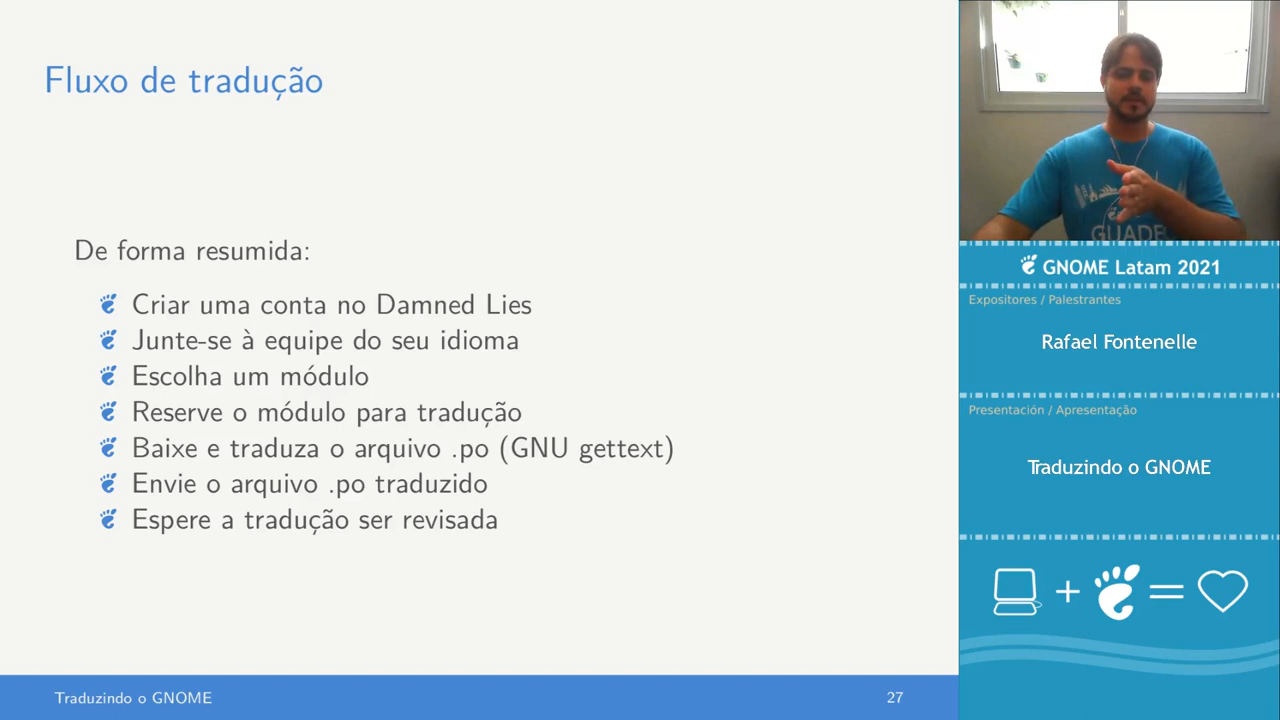 Fluxo de tradução
De forma resumida:
Criar uma conta no Damned Lies
Junte-se à equipe do seu idioma
Escolha um módulo
Reserve o módulo para tradução
Baixe e traduza o arquivo .po (GNU gettext)
Envie o arquivo .po traduzido
Espere a tradução ser revisada
Traduzindo o GNOME
27
GUADEC
GNOME Latam 2021
Expositores / Palestrantes
Rafael Fontenelle
Presentación / Apresentação
Traduzindo o GNOME
+
=